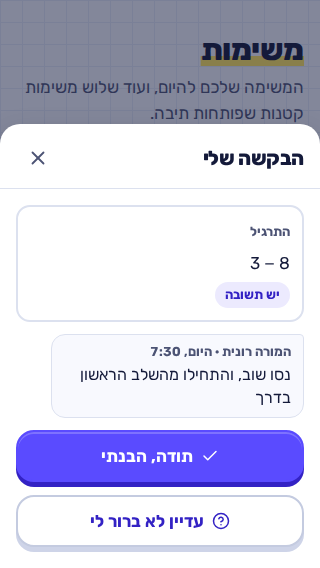 משימות
המשימה שלכם להיום, ועוד שלוש משימות
קטנות שפותחות תיבה.
הבקשה שלי
התרגיל
8 − 3
יש תשובה
המורה רונית • היום, 7:30
נסו שוב, והתחילו מהשלב הראשון
בדרך
תודה, הבנתי
עדיין לא ברור לי